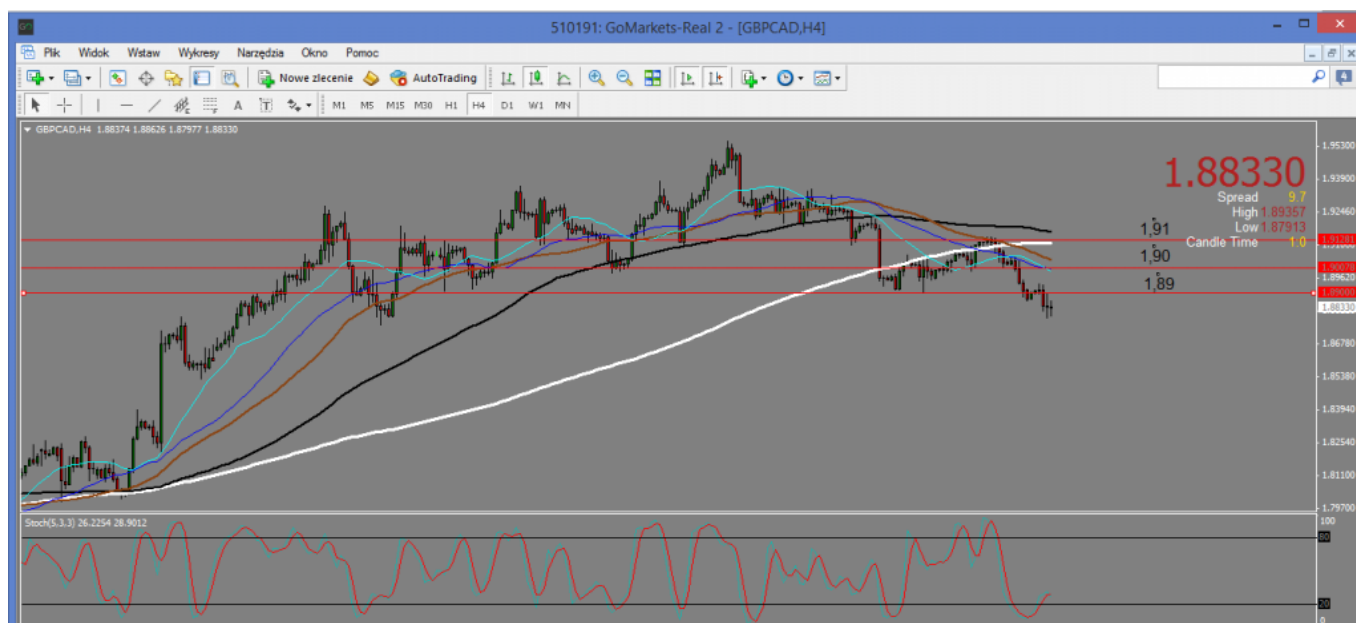 510191: GoMarkets-Real 2 - [GBPCAD,H4]
Plik Widok Wstaw Wykresy Narzędzia Okno Pomoc
Nowe zlecenie AutoTrading
4
A T M1 M5 M15 M30 H1 H4 D1 W1 MN
GBPCAD,H4 1.88374 1.88626 1.87977 1.88330
1.95300
1.88330
1.93900
Spread 9.7
High 1.89357
1.92460
Low 1.87913
1,91
Candle Time 1.0
1.91281
1,90
1.90078
1.89620
1,89
1.89000
1.88330
1.86780
1.85380
1.83940
1.82540
1.81110
1.79700
Stoch(5,3,3) 26.2254 28.9012
100
80
20
0